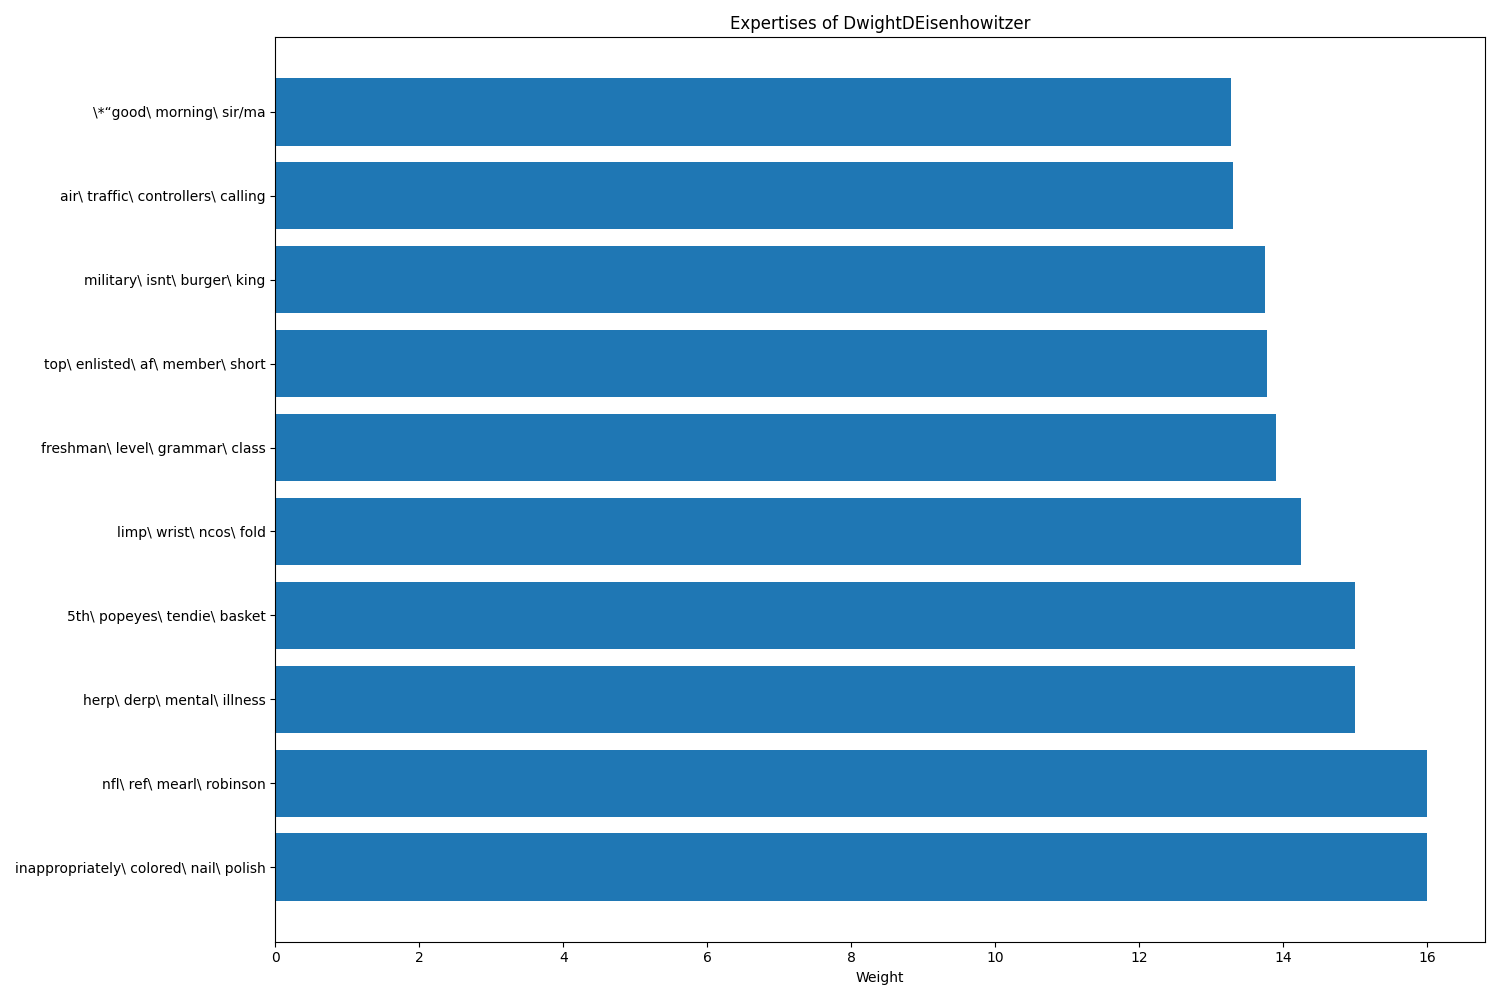 Expertises of DwightDEisenhowitzer
\*“good\ morning\ sir/ma
air\ traffic\ controllers\ calling
military\ isnt\ burger\ king
top\ enlisted\ af\ member\ short
freshman\ level\ grammar\ class
limp\ wrist\ ncos\ fold
5th\ popeyes\ tendie\ basket
herp\ derp\ mental\ illness
nfl\ ref\ mearl\ robinson
inappropriately\ colored\ nail\ polish
0 2 4 6 8 10 12 14 16
Weight